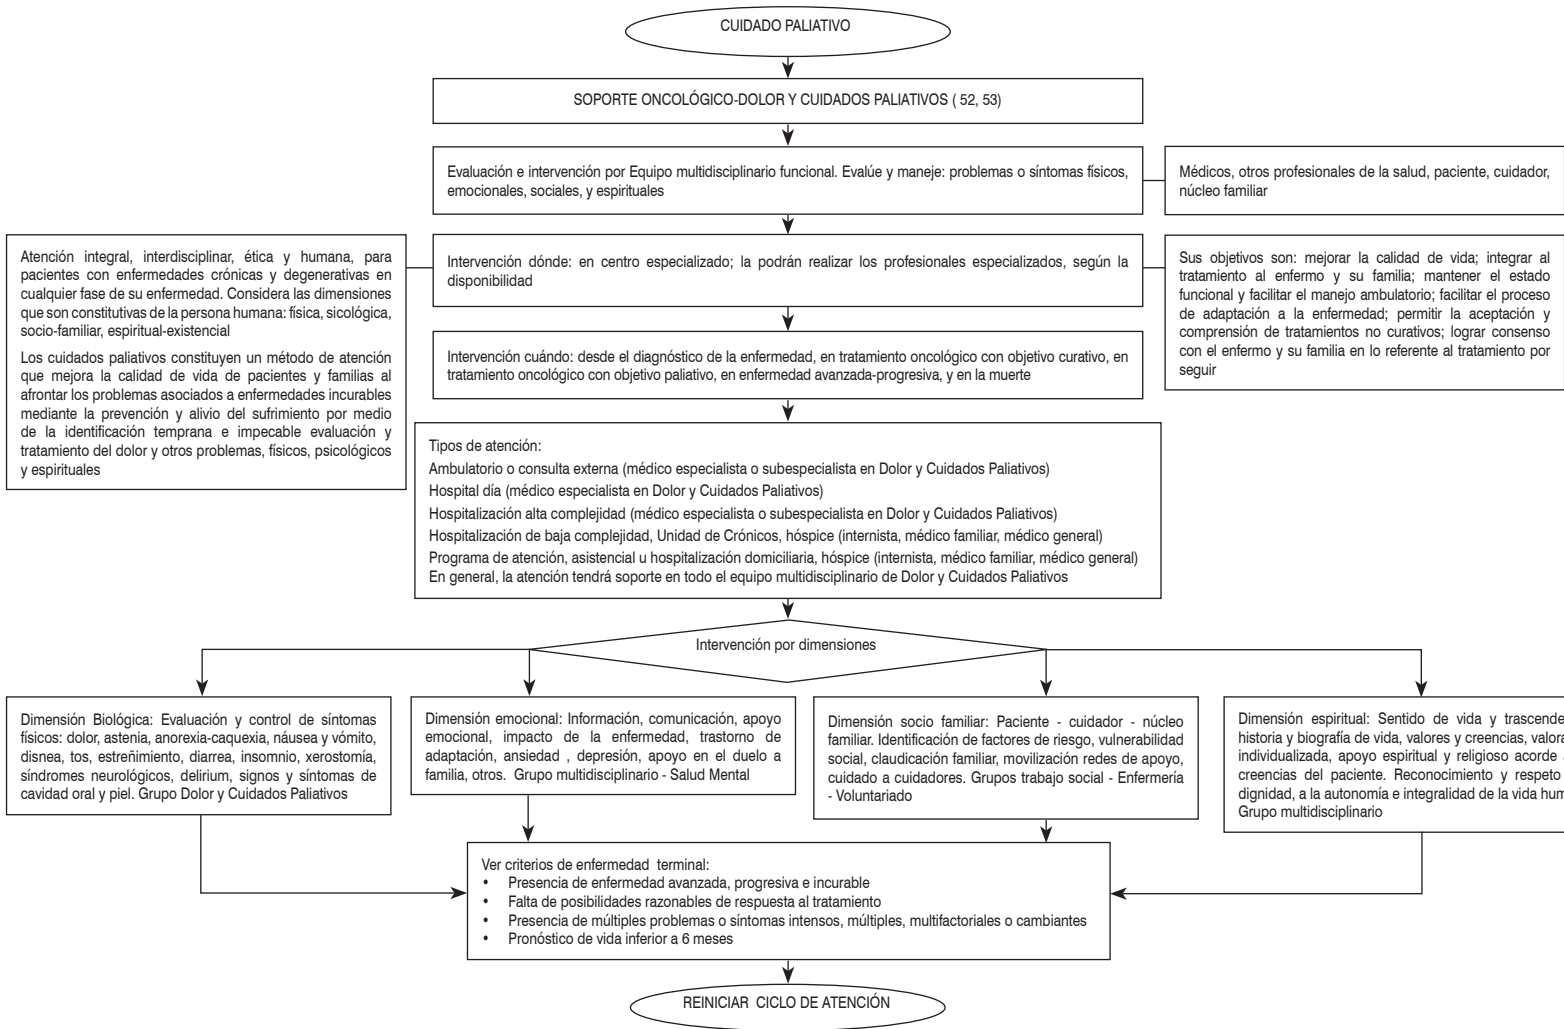 CUIDADO PALIATIVO
SOPORTE ONCOLÓGICO-DOLOR Y CUIDADOS PALIATIVOS ( 52, 53)
Evaluación e intervención por Equipo multidisciplinario funcional. Evalúe y maneje: problemas o síntomas físicos,
emocionales, sociales, y espirituales
Médicos, otros profesionales de la salud, paciente, cuidador,
núcleo familiar
Atención integral, interdisciplinar, ética y humana, para
pacientes con enfermedades crónicas y degenerativas en
cualquier fase de su enfermedad. Considera las dimensiones
que son constitutivas de la persona humana: física, sicológica,
socio-familiar, espiritual-existencial
Los cuidados paliativos constituyen un método de atención
que mejora la calidad de vida de pacientes y familias al
afrontar los problemas asociados a enfermedades incurables
mediante la prevención y alivio del sufrimiento por medio
de la identificación temprana e impecable evaluación y
tratamiento del dolor y otros problemas, físicos, psicológicos
y espirituales
Intervención dónde: en centro especializado; la podrán realizar los profesionales especializados, según la
disponibilidad
Sus objetivos son: mejorar la calidad de vida; integrar al
tratamiento al enfermo y su familia; mantener el estado
funcional y facilitar el manejo ambulatorio; facilitar el proceso
de adaptación a la enfermedad; permitir la aceptación y
comprensión de tratamientos no curativos; lograr consenso
con el enfermo y su familia en lo referente al tratamiento por
seguir
Intervención cuándo: desde el diagnóstico de la enfermedad, en tratamiento oncológico con objetivo curativo, en
tratamiento oncológico con objetivo paliativo, en enfermedad avanzada-progresiva, y en la muerte
Tipos de atención:
Ambulatorio o consulta externa (médico especialista o subespecialista en Dolor y Cuidados Paliativos)
Hospital día (médico especialista en Dolor y Cuidados Paliativos)
Hospitalización alta complejidad (médico especialista o subespecialista en Dolor y Cuidados Paliativos)
Hospitalización de baja complejidad, Unidad de Crónicos, hóspice (internista, médico familiar, médico general)
Programa de atención, asistencial u hospitalización domiciliaria, hóspice (internista, médico familiar, médico general)
En general, la atención tendrá soporte en todo el equipo multidisciplinario de Dolor y Cuidados Paliativos
Intervención por dimensiones
Dimensión Biológica: Evaluación y control de síntomas
físicos: dolor, astenia, anorexia-caquexia, náusea y vómito,
disnea, tos, estreñimiento, diarrea, insomnio, xerostomía,
síndromes neurológicos, delirium, signos y síntomas de
cavidad oral y piel. Grupo Dolor y Cuidados Paliativos
Dimensión emocional: Información, comunicación, apoyo
emocional, impacto de la enfermedad, trastorno de
adaptación, ansiedad , depresión, apoyo en el duelo a
familia, otros. Grupo multidisciplinario - Salud Mental
Dimensión socio familiar: Paciente - cuidador - núcleo
familiar. Identificación de factores de riesgo, vulnerabilidad
social, claudicación familiar, movilización redes de apoyo,
cuidado a cuidadores. Grupos trabajo social - Enfermería
- Voluntariado
Dimensión espiritual: Sentido de vida y
historia y biografía de vida, valores y creencias,
individualizada, apoyo espiritual y religioso acorde
creencias del paciente. Reconocimiento y respeto
dignidad, a la autonomía e integralidad de la vida
Grupo multidisciplinario
Ver criterios de enfermedad terminal:
• Presencia de enfermedad avanzada, progresiva e incurable
• Falta de posibilidades razonables de respuesta al tratamiento
• Presencia de múltiples problemas o síntomas intensos, múltiples, multifactoriales o cambiantes
• Pronóstico de vida inferior a 6 meses
REINICIAR CICLO DE ATENCIÓN